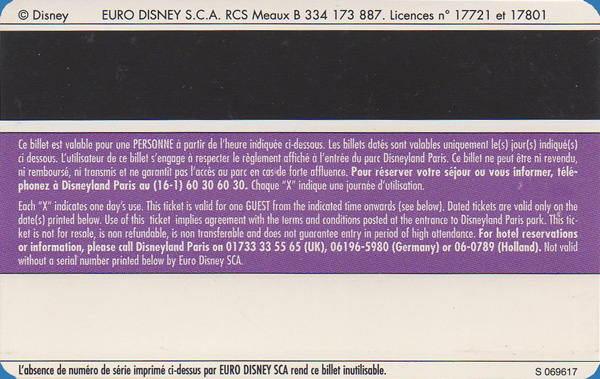 © Disney EURO DISNEY S.C.A. RCS Meaux B 334 173 887. Licences n° 17721 et 17801
Ce billet est valable pour une PERSONNE à partir de l'heure indiquée ci-dessous. Les billets datés sont valables uniquement le(s) jour(s) indiqué(s)
ci dessous. L'utilisateur de ce billet s'engage à respecter le règlement affiché à l'entrée du parc Disneyland Paris. Ce billet ne peut être ni revendu,
ni remboursé, ni transmis et ne garantit pas l'accès au parc en cas de forte affluence. Pour réserver votre séjour ou vous informer, télé-
phonez à Disneyland Paris au (16-1) 60 30 60 30. Chaque "X" indique une journée d'utilisation.
Each "X" indicates one day's use. This ticket is valid for one GUEST from the indicated time onwards (see below). Dated tickets are valid only on the
date(s) printed below. Use of this ticket implies agreement with the terms and conditions posted at the entrance to Disneyland Paris park. This tic-
ket is not for resale, is non refundable, is non transferable and does not guarantee entry in period of high attendance. For hotel reservations
or information, please call Disneyland Paris on 01733 33 55 65 (UK), 06196-5980 (Germany) or 06-0789 (Holland). Not valid
without a serial number printed below by Euro Disney SCA.
L'absence de numéro de série imprimé ci-dessus par EURO DISNEY SCA rend ce billet inutilisable. S 069617